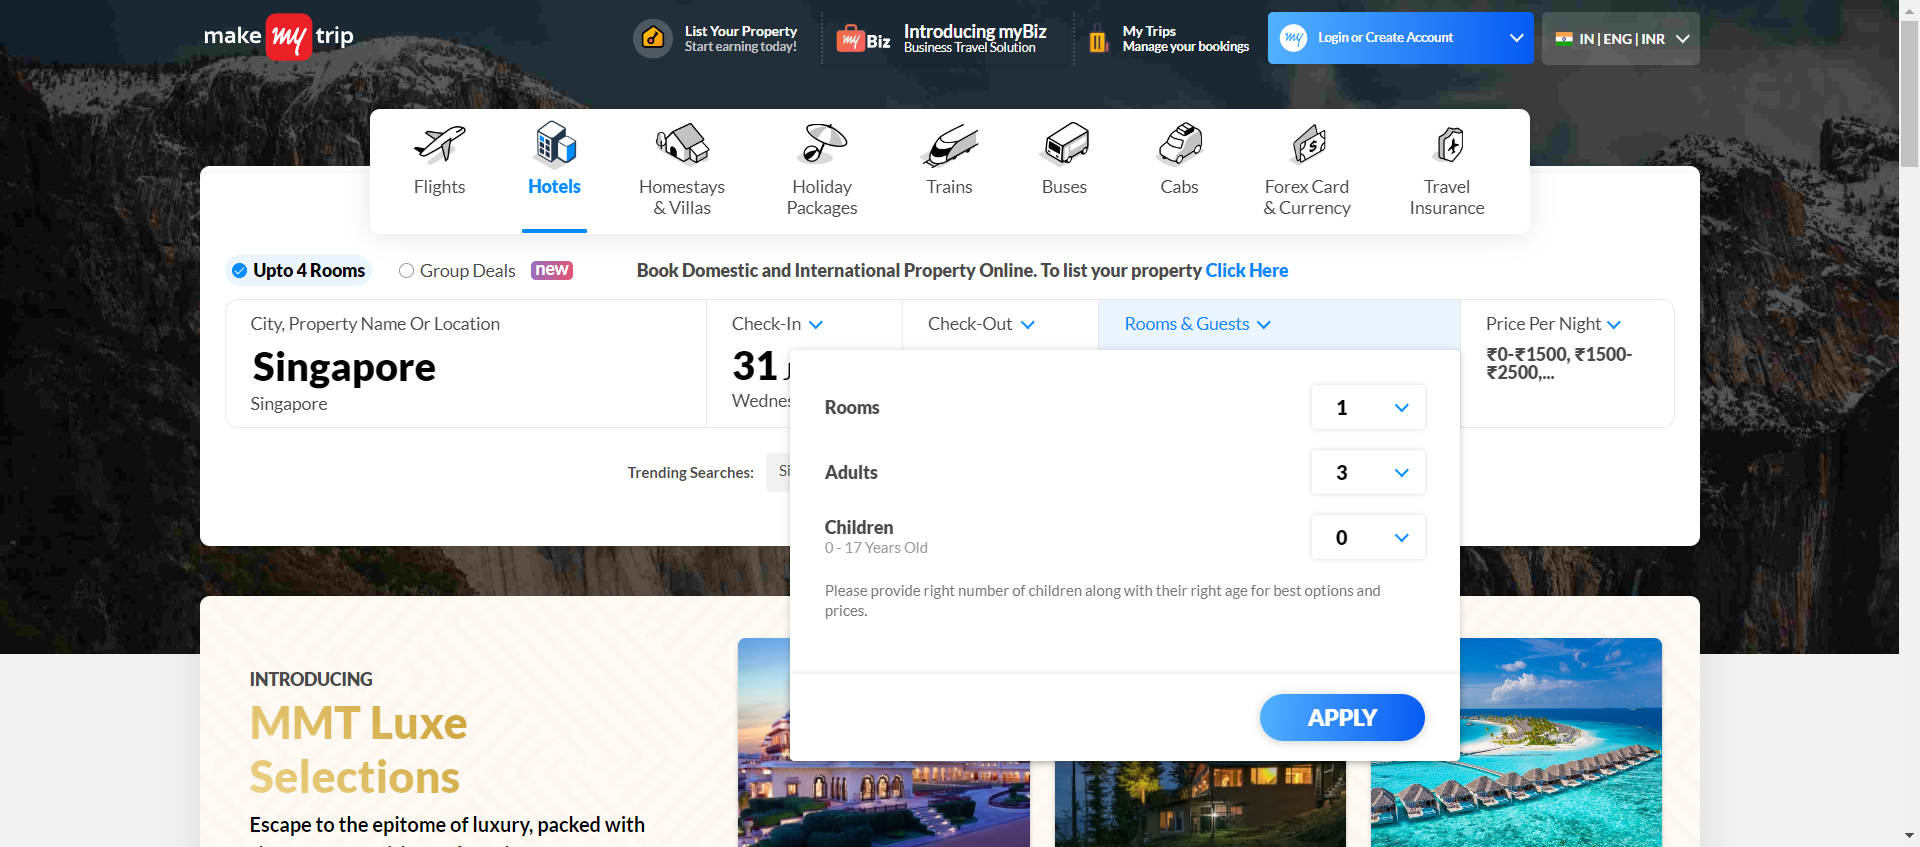 make my trip
List Your Property
Start earning today!
my Biz
Introducing myBiz
Business Travel Solution
My Trips
Manage your bookings
my Login or Create Account
IN | ENG | INR
Flights
Hotels
Homestays
& Villas
Holiday
Packages
Trains
Buses
Cabs
Forex Card
& Currency
Travel
Insurance
Upto 4 Rooms
Group Deals
new
Book Domestic and International Property Online. To list your property Click Here
City, Property Name Or Location
Singapore
Singapore
Check-In
31
Check-Out
Rooms & Guests
Price Per Night
₹0-₹1500, ₹1500-
₹2500,...
Trending Searches:
Rooms
1
Adults
3
Children
0 - 17 Years Old
0
Please provide right number of children along with their right age for best options and
prices.
APPLY
INTRODUCING
MMT Luxe
Selections
Escape to the epitome of luxury, packed with